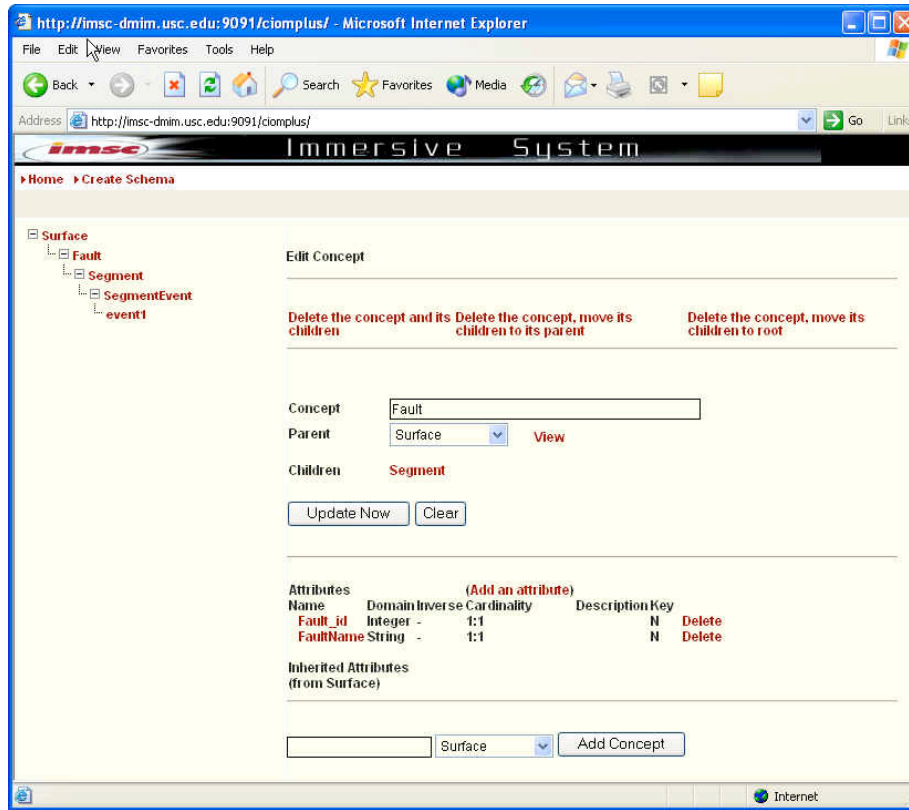 http://imsc-dmim.usc.edu:9091/ciomplus/ - Microsoft Internet Explorer
File Edit View Favorites Tools Help
Back Search Favorites Media
Address http://imsc-dmim.usc.edu:9091/ciomplus/ Go Link
imsc Immersive System
Home Create Schema
Surface
Fault
Segment
SegmentEvent
event1
Edit Concept
Delete the concept and its children
Delete the concept, move its children to its parent
Delete the concept, move its children to root
Concept Fault
Parent Surface View
Children Segment
Update Now Clear
Attributes (Add an attribute)
Name Domain Inverse Cardinality Description Key
Fault_id Integer - 1:1 N Delete
FaultName String - 1:1 N Delete
Inherited Attributes
(from Surface)
Surface Add Concept
Internet